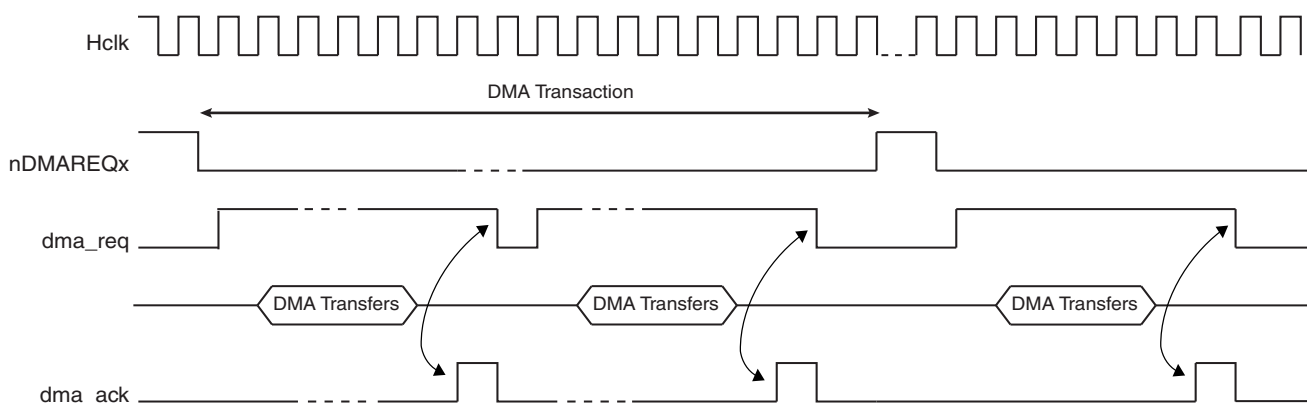 Hclk
DMA Transaction
nDMAREQx
dma_req
DMA Transfers DMA Transfers DMA Transfers
dma_ack